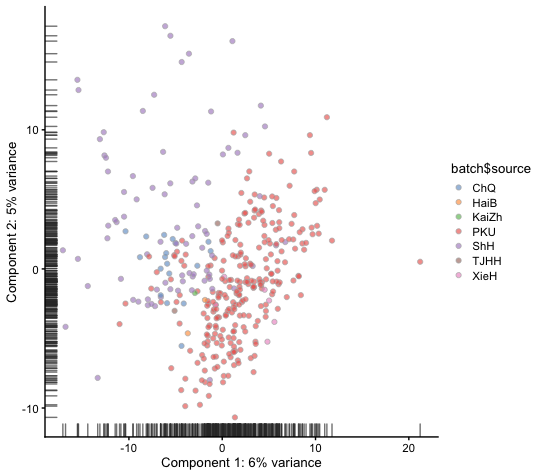 batch$source
ChQ
HaiB
KaiZh
PKU
ShH
TJHH
XieH
Component 2: 5% variance
10
0
-10
-10
0
10
20
Component 1: 6% variance